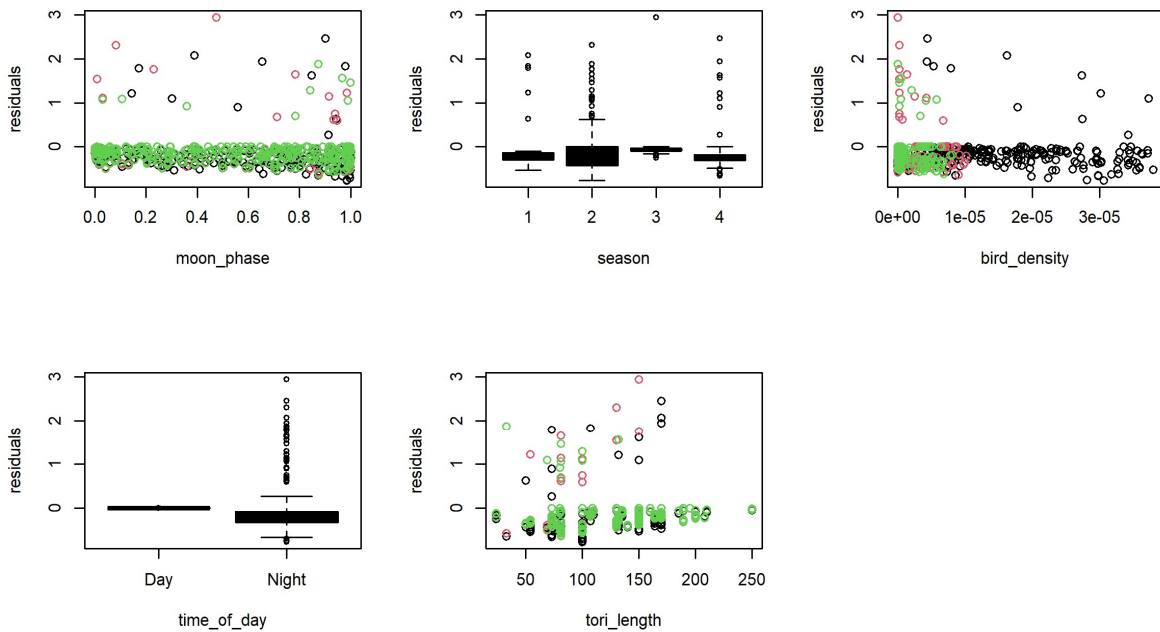 residuals
0 1 2 3
0.0 0.2 0.4 0.6 0.8 1.0
moon_phase
residuals
0 1 2 3
1 2 3 4
season
residuals
0 1 2 3
0e+00 1e-05 2e-05 3e-05
bird_density
residuals
0 1 2 3
Day Night
time_of_day
residuals
0 1 2 3
50 100 150 200 250
tori_length